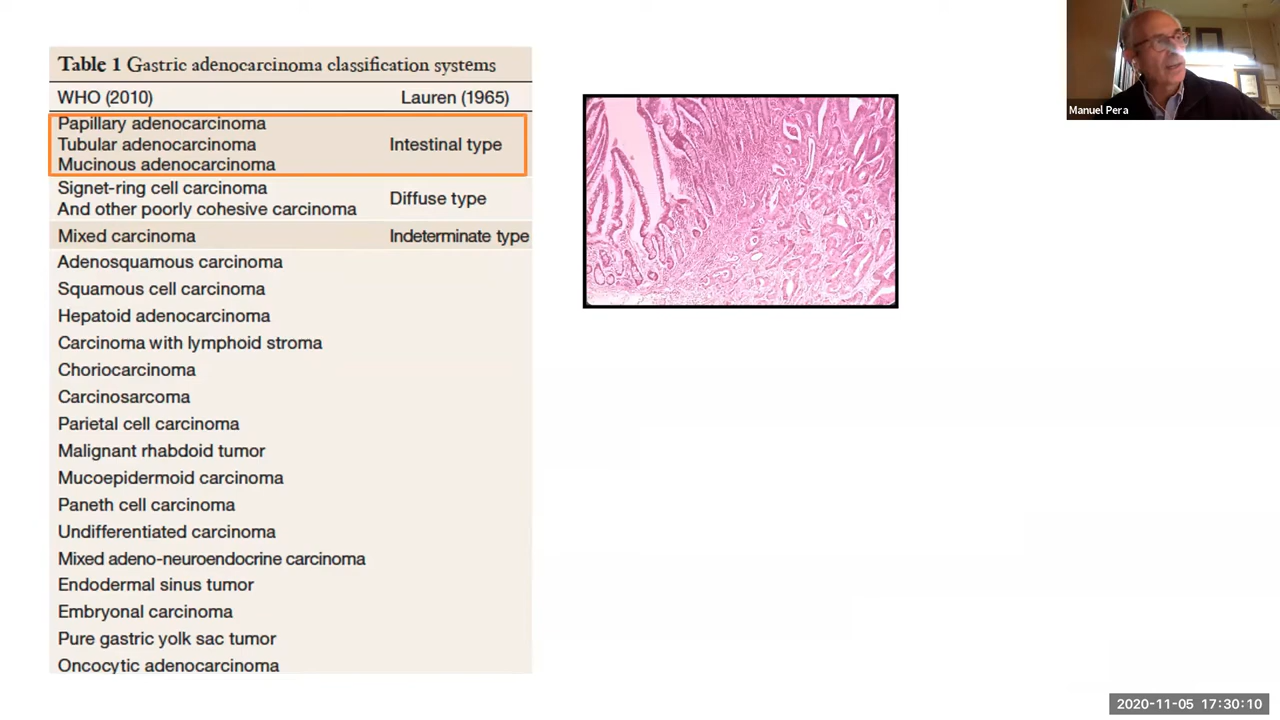 Table 1 Gastric adenocarcinoma classification systems
WHO (2010) Lauren (1965)
Papillary adenocarcinoma
Tubular adenocarcinoma Intestinal type
Mucinous adenocarcinoma
Signet-ring cell carcinoma
Diffuse type
And other poorly cohesive carcinoma
Mixed carcinoma Indeterminate type
Adenosquamous carcinoma
Squamous cell carcinoma
Hepatoid adenocarcinoma
Carcinoma with lymphoid stroma
Choriocarcinoma
Carcinosarcoma
Parietal cell carcinoma
Malignant rhabdoid tumor
Mucoepidermoid carcinoma
Paneth cell carcinoma
Undifferentiated carcinoma
Mixed adeno-neuroendocrine carcinoma
Endodermal sinus tumor
Embryonal carcinoma
Pure gastric yolk sac tumor
Oncocytic adenocarcinoma
Manuel Pera
2020-11-05 17:30:10